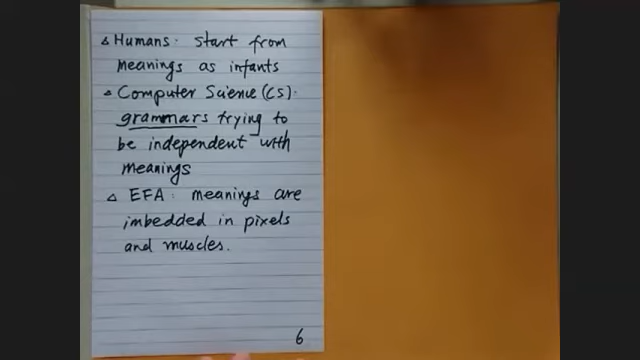 △ Humans: start from
meanings as infants
△ Computer Science (CS):
grammars trying to
be independent with
meanings
△ EFA: meanings are
imbedded in pixels
and muscles.
6